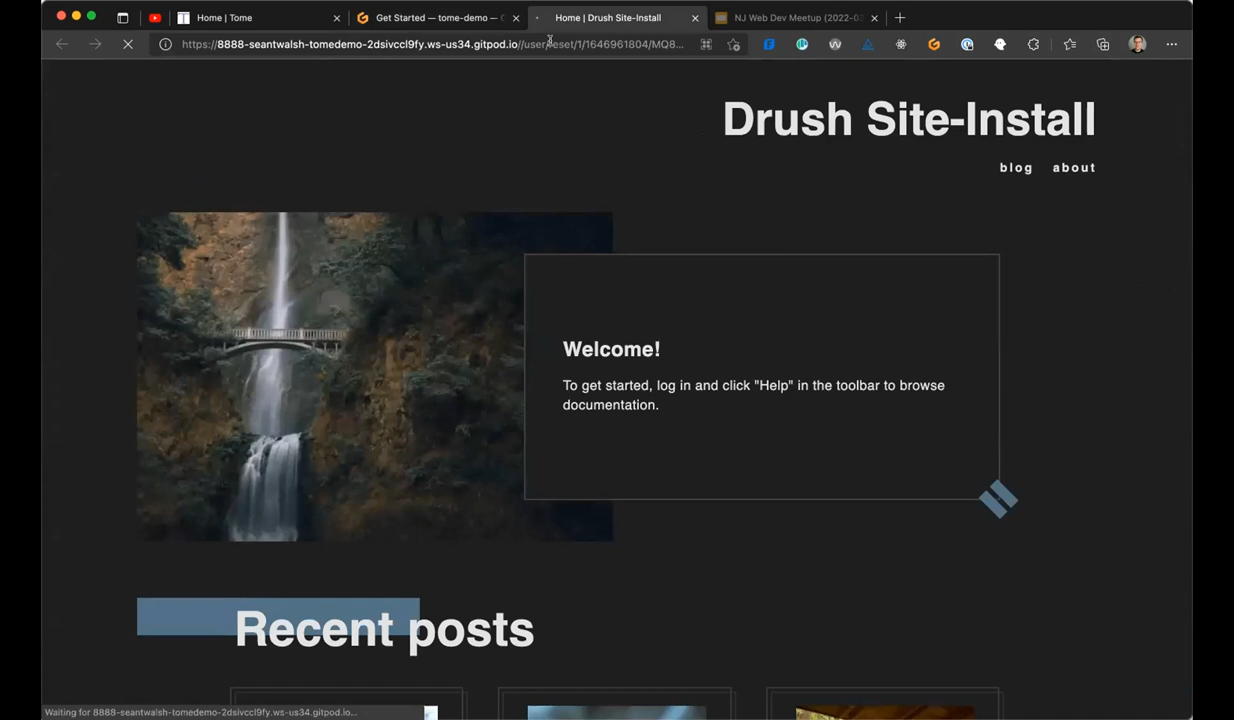 Home | Tome
Get Started — tome-demo —
Home | Drush Site-Install
NJ Web Dev Meetup (2022-03
https://8888-seantwalsh-tomedemo-2dsivccl9fy.ws-us34.gitpod.io//user/reset/1/1646961804/MQ8...
Drush Site-Install
blog about
Welcome!
To get started, log in and click "Help" in the toolbar to browse
documentation.
Recent posts
Waiting for 8888-seantwalsh-tomedemo-2dsivccl9fy.ws-us34.gitpod.io...